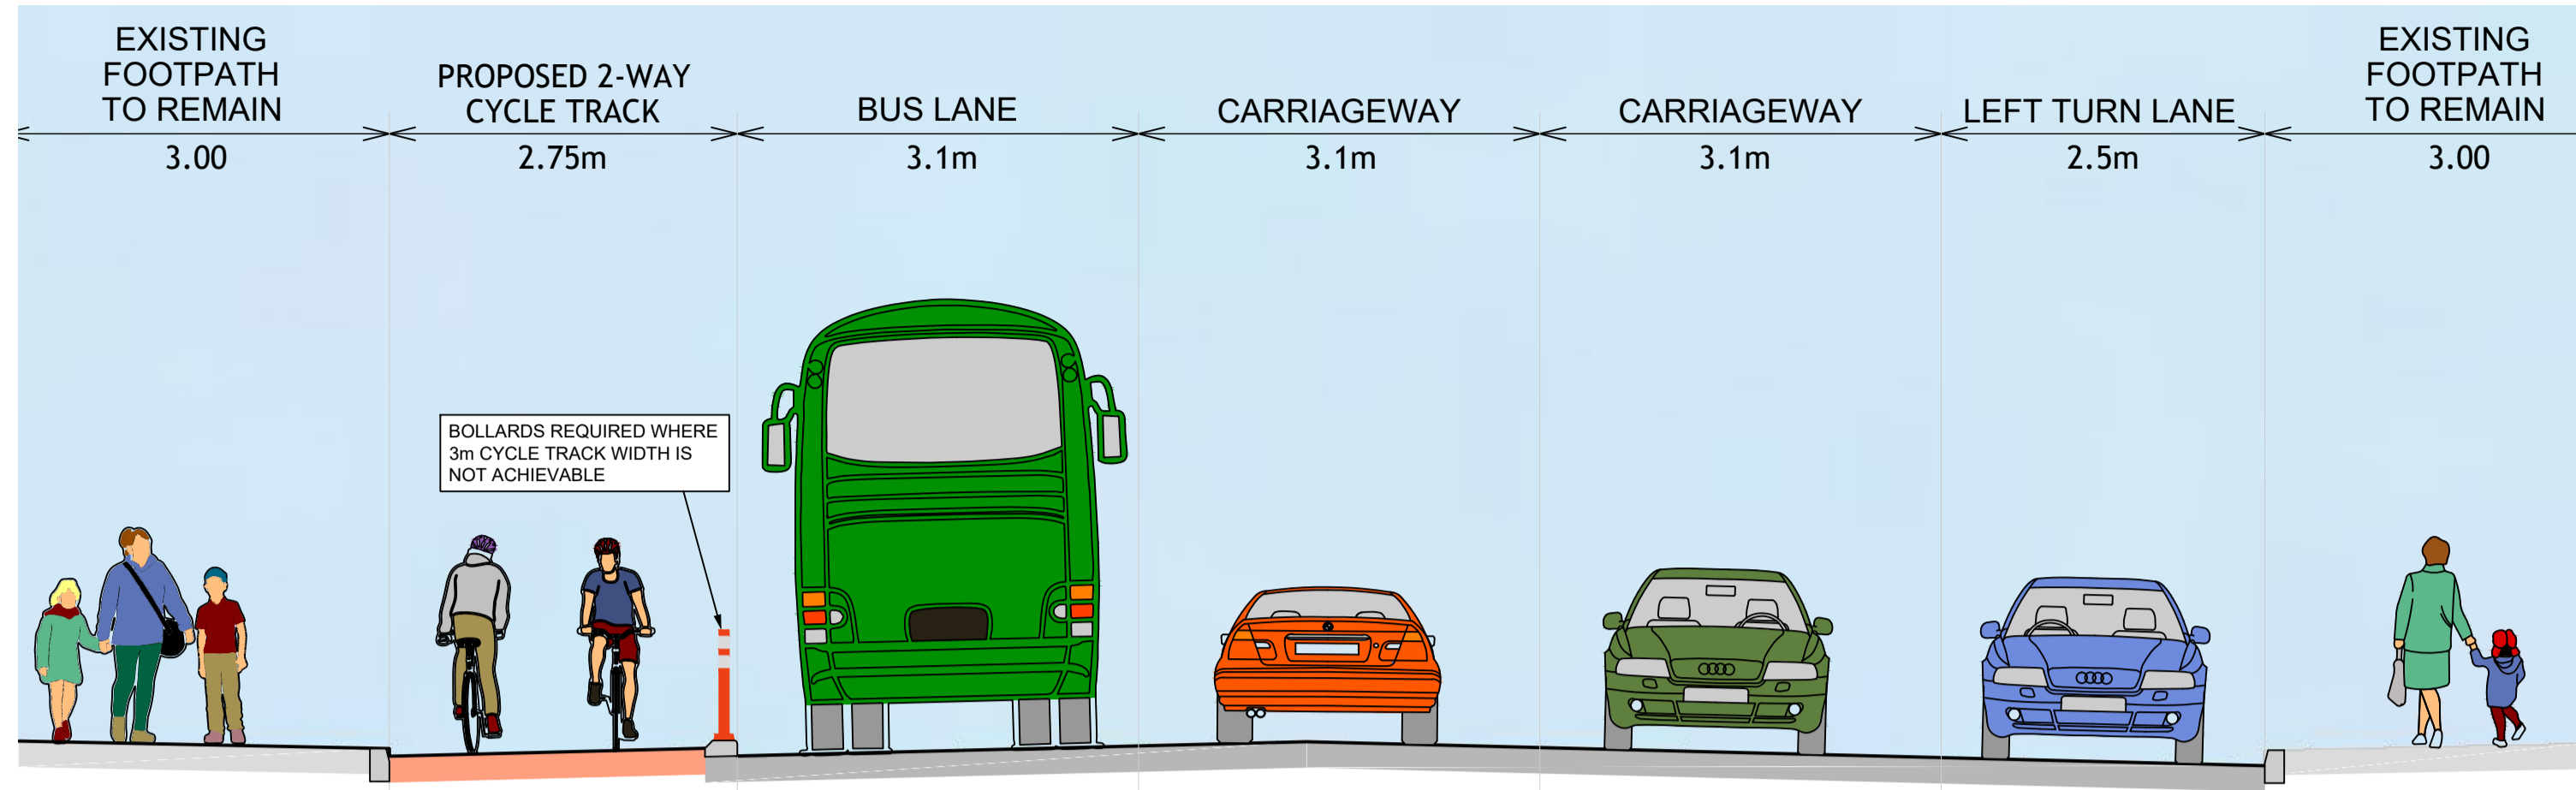 EXISTING
FOOTPATH
TO REMAIN
3.00
PROPOSED 2-WAY
CYCLE TRACK
2.75m
BUS LANE
3.1m
CARRIAGEWAY
3.1m
CARRIAGEWAY
3.1m
LEFT TURN LANE
2.5m
EXISTING
FOOTPATH
TO REMAIN
3.00
BOLLARDS REQUIRED WHERE
3m CYCLE TRACK WIDTH IS
NOT ACHIEVABLE